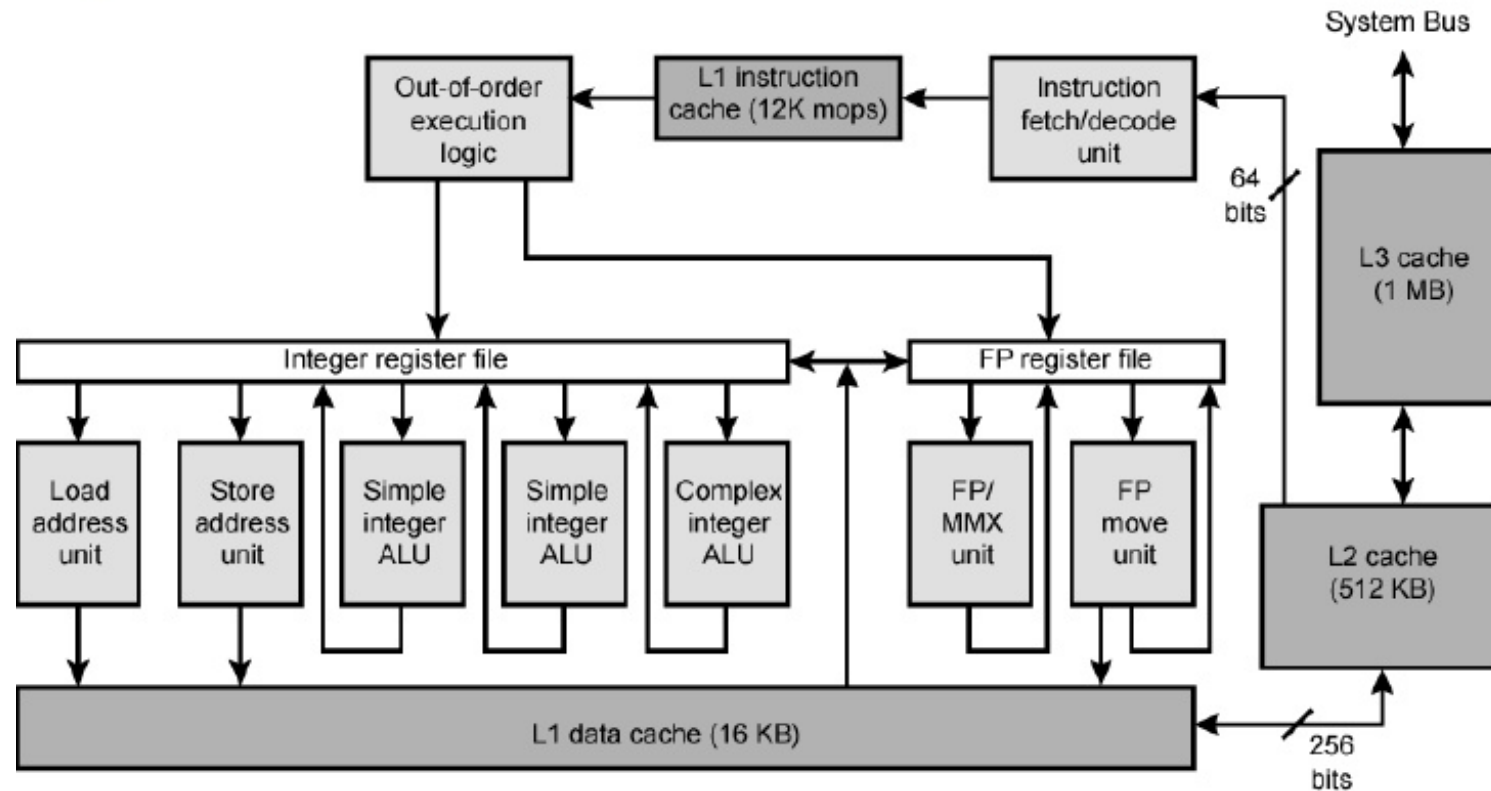 System Bus
Out-of-order
execution
logic
L1 instruction
cache (12K mops)
Instruction
fetch/decode
unit
64
bits
L3 cache
(1 MB)
Integer register file
FP register file
Load
address
unit
Store
address
unit
Simple
integer
ALU
Simple
integer
ALU
Complex
integer
ALU
FP/
MMX
unit
FP
move
unit
L2 cache
(512 KB)
L1 data cache (16 KB)
256
bits